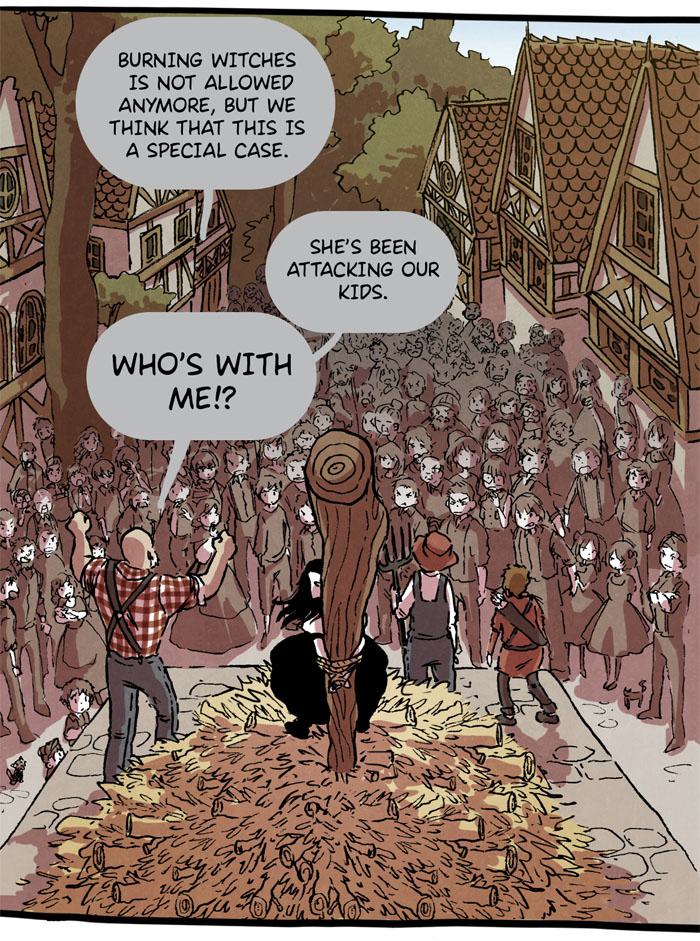 BURNING WITCHES
IS NOT ALLOWED
ANYMORE, BUT WE
THINK THAT THIS IS
A SPECIAL CASE.
SHE'S BEEN
ATTACKING OUR
KIDS.
WHO'S WITH
ME!?